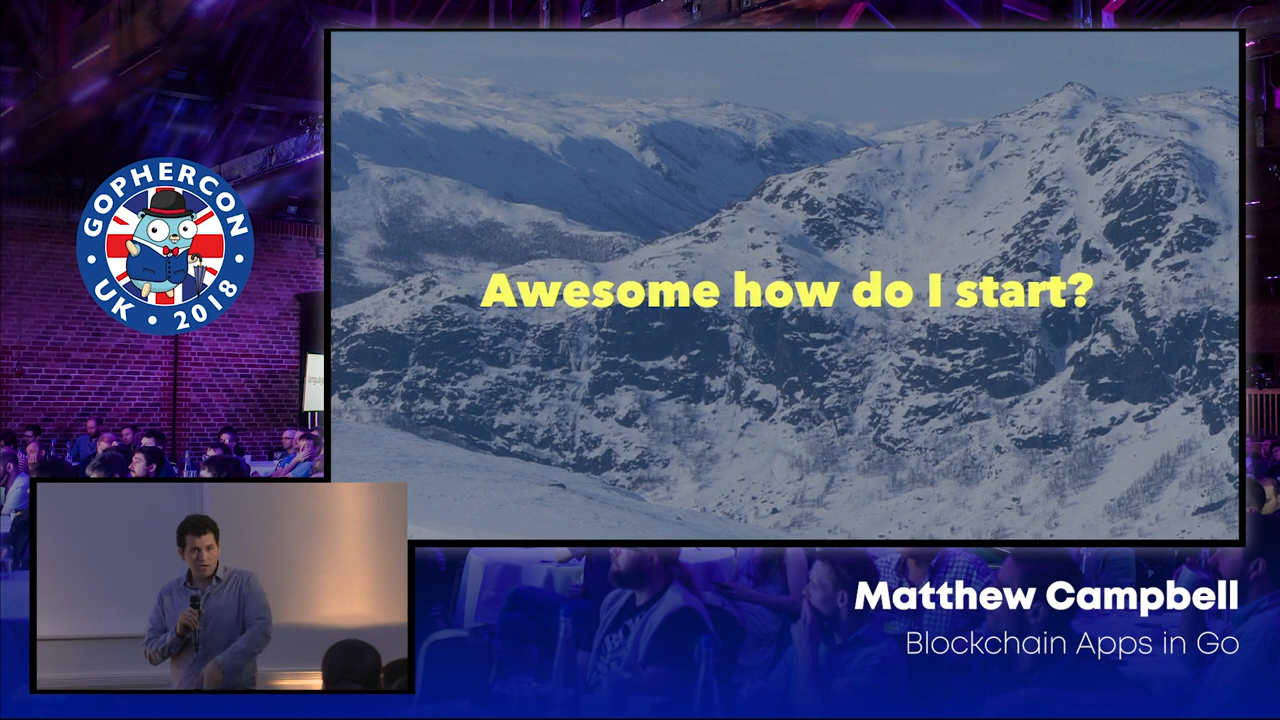 GOPHERCON
UK • 2018
Awesome how do I start?
Matthew Campbell
Blockchain Apps in Go